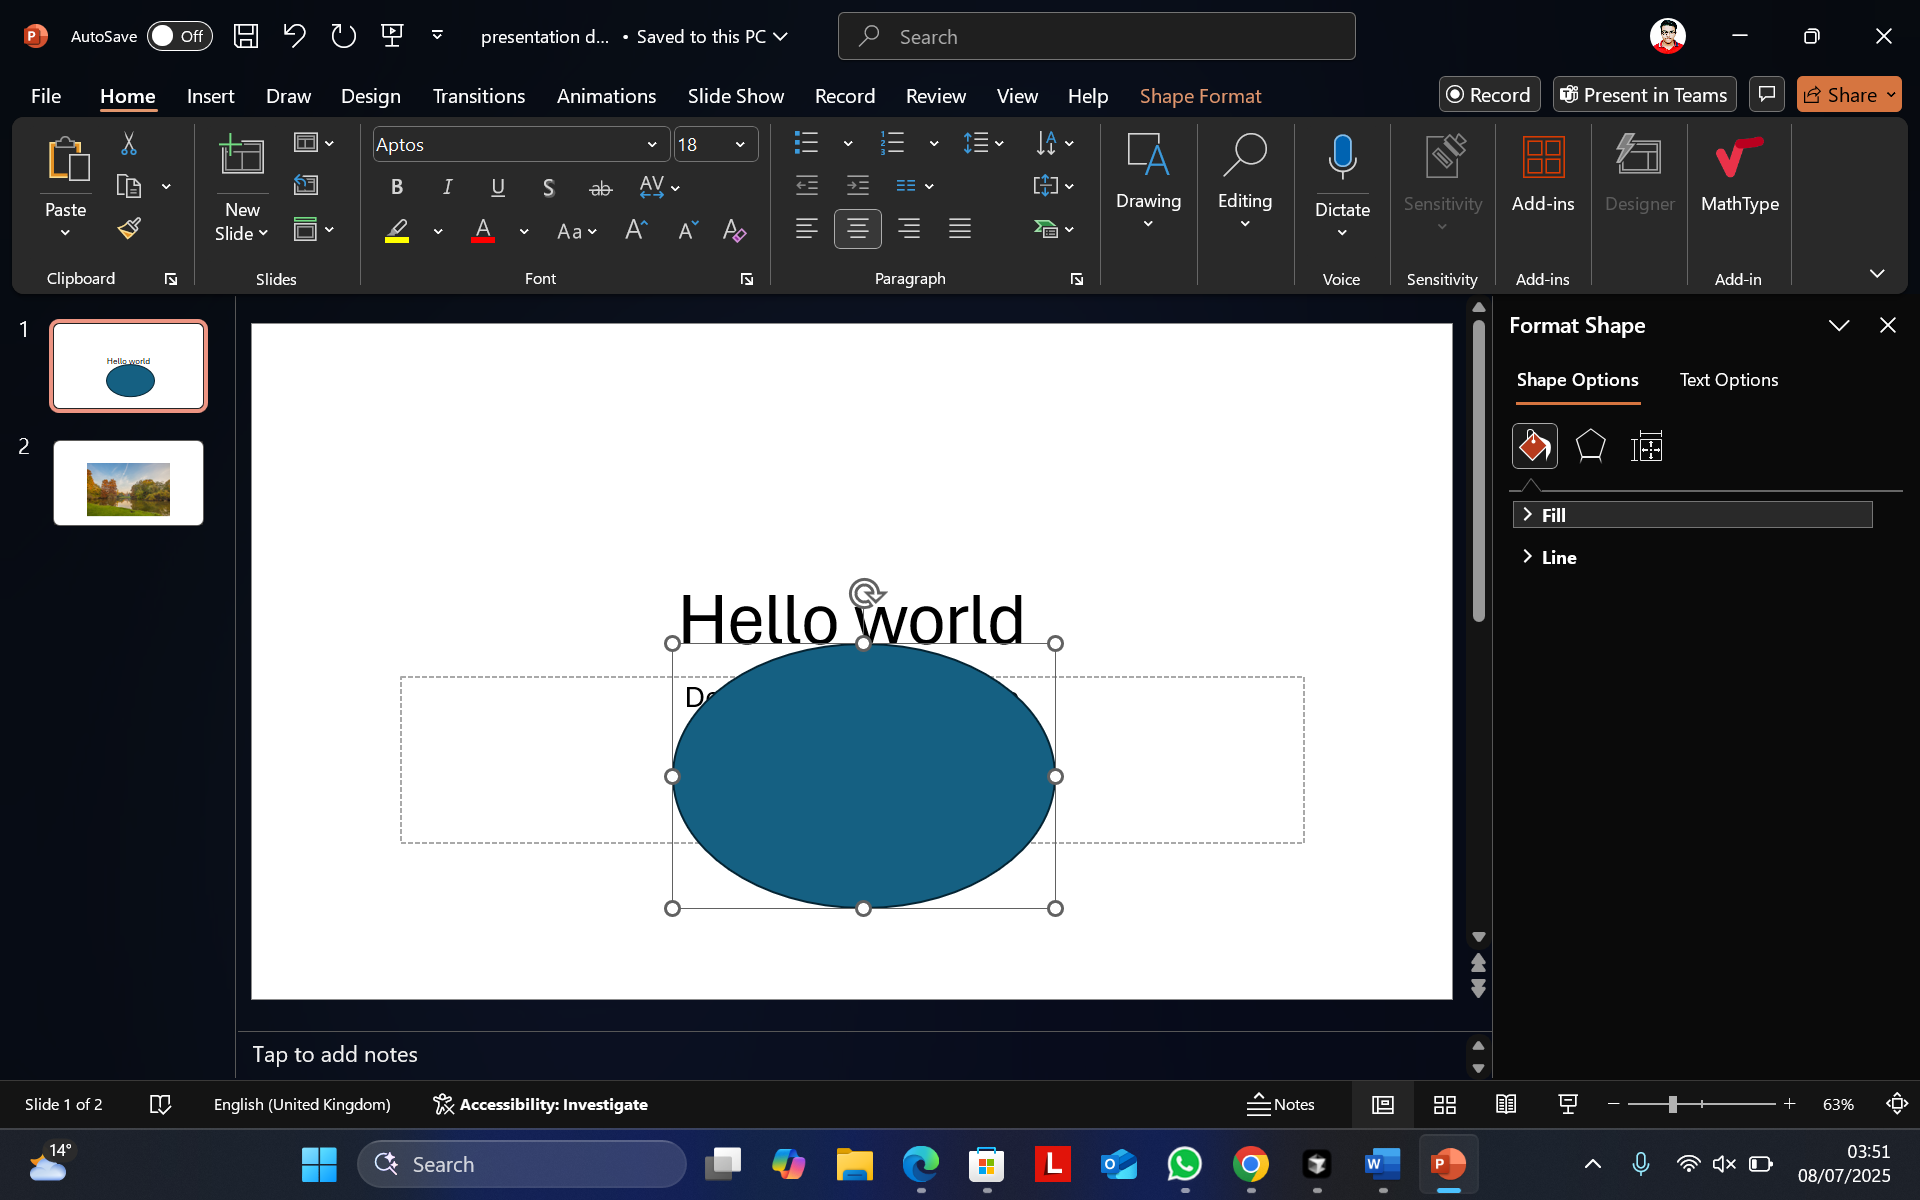 AutoSave Off presentation d... • Saved to this PC Search
File Home Insert Draw Design Transitions Animations Slide Show Record Review View Help Shape Format Record Present in Teams Share
Paste
New
Slide
Aptos 18
Drawing
Editing
Dictate
Sensitivity
Add-ins
Designer
MathType
Clipboard Slides Font Paragraph Voice Sensitivity Add-ins Add-in
1
Hello world
2
Hello world
Format Shape
Shape Options Text Options
Fill
Line
Tap to add notes
Slide 1 of 2 English (United Kingdom) Accessibility: Investigate Notes 63%
14° Search 03:51
08/07/2025